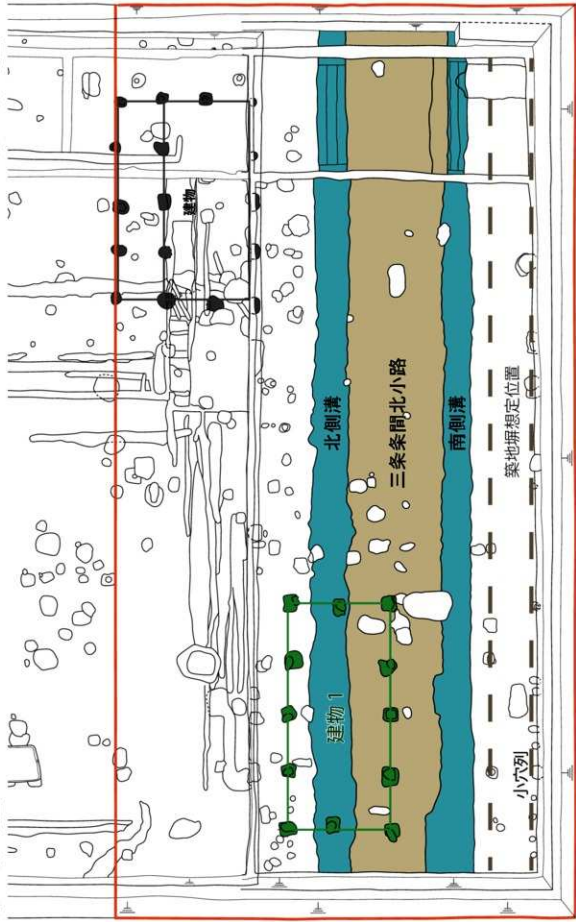 建物
北側溝
三条条間北小路
南側溝
築地塀想定位置
建物 1
小穴列